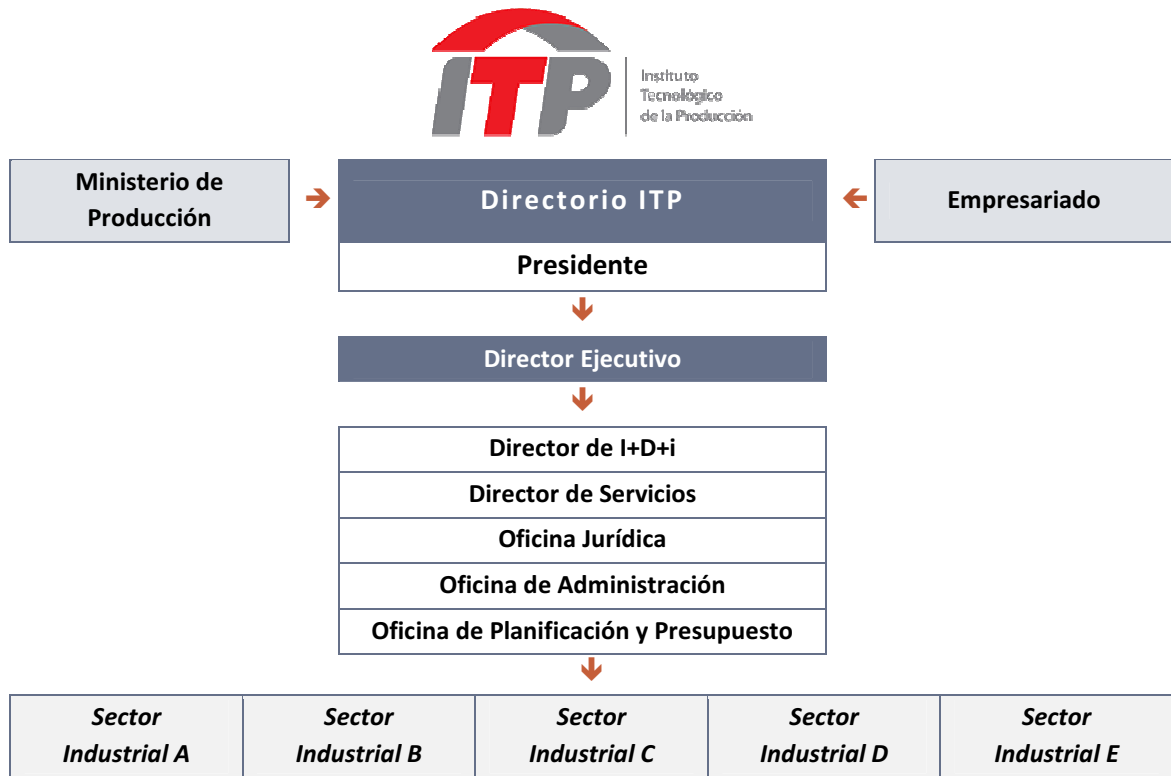 ITP
Instituto
Tecnológico
de la Producción
Ministerio de
Producción
Directorio ITP
Empresariado
Presidente
Director Ejecutivo
Director de I+D+i
Director de Servicios
Oficina Jurídica
Oficina de Administración
Oficina de Planificación y Presupuesto
Sector
Industrial A
Sector
Industrial B
Sector
Industrial C
Sector
Industrial D
Sector
Industrial E